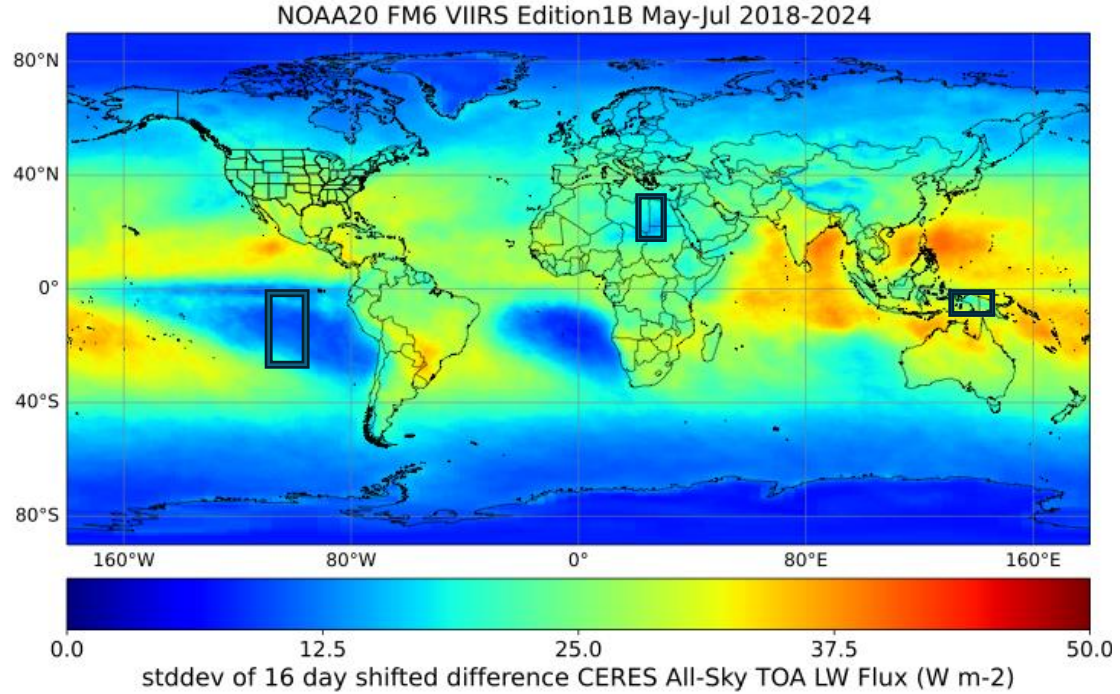 NOAA20 FM6 VIIRS Edition1B May-Jul 2018-2024
80°N
40°N
0°
40°S
80°S
160°W 80°W 0° 80°E 160°E
0.0 12.5 25.0 37.5 50.0
stddev of 16 day shifted difference CERES All-Sky TOA LW Flux (W m-2)